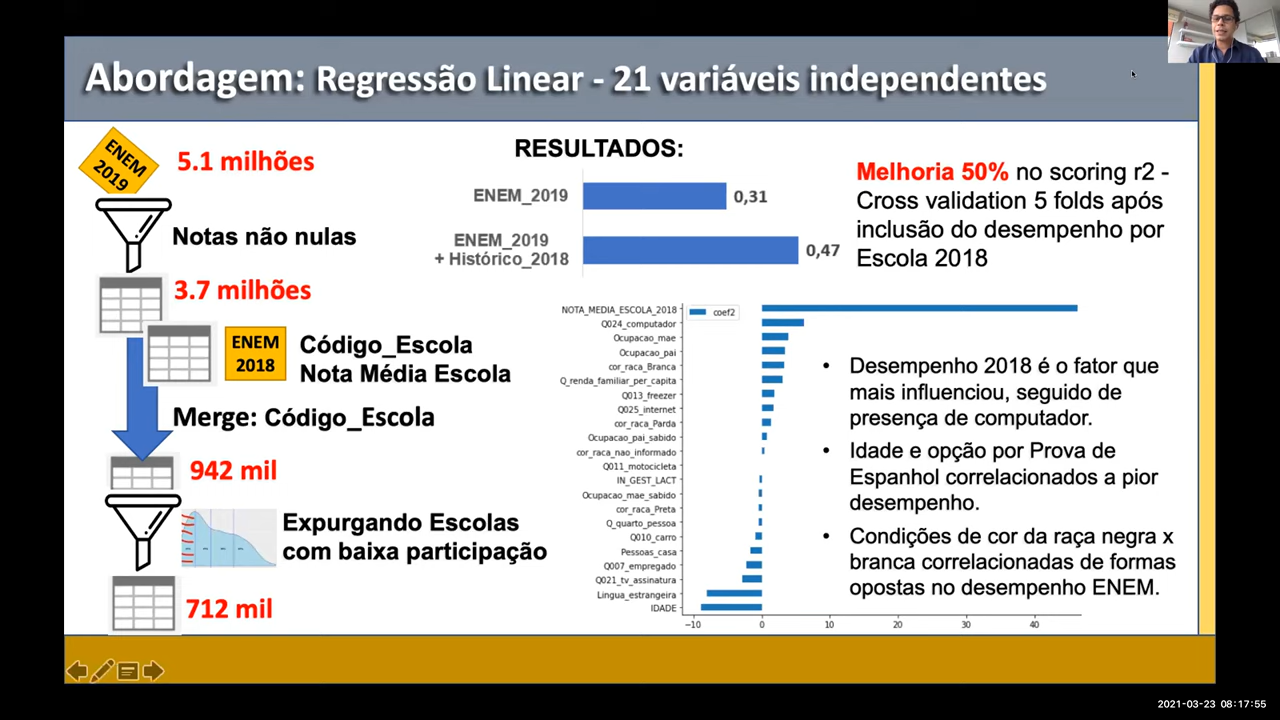 Abordagem: Regressão Linear - 21 variáveis independentes
ENEM
2019
5.1 milhões
Notas não nulas
3.7 milhões
ENEM
2018
Código_Escola
Nota Média Escola
Merge: Código_Escola
942 mil
Expurgando Escolas
com baixa participação
712 mil
RESULTADOS:
ENEM_2019
0,31
ENEM_2019
+ Histórico_2018
0,47
Melhoria 50% no scoring r2 -
Cross validation 5 folds após
inclusão do desempenho por
Escola 2018
coef2
NOTA_MEDIA_ESCOLA_2018
Q024_computador
Ocupacao_mae
Ocupacao_pai
cor_raca_Branca
Q_renda_familiar_per_capita
Q013_freezer
Q025_internet
cor_raca_Parda
Ocupacao_pai_sabido
cor_raca_nao_informado
Q011_motocicleta
IN_GEST_LACT
Ocupacao_mae_sabido
cor_raca_Preta
Q_quarto_pessoa
Q010_carro
Pessoas_casa
Q007_empregado
Q021_tv_assinatura
Lingua_estrangeira
IDADE
−10 0 10 20 30 40
• Desempenho 2018 é o fator que
mais influenciou, seguido de
presença de computador.
• Idade e opção por Prova de
Espanhol correlacionados a pior
desempenho.
• Condições de cor da raça negra x
branca correlacionadas de formas
opostas no desempenho ENEM.
2021-03-23 08:17:55